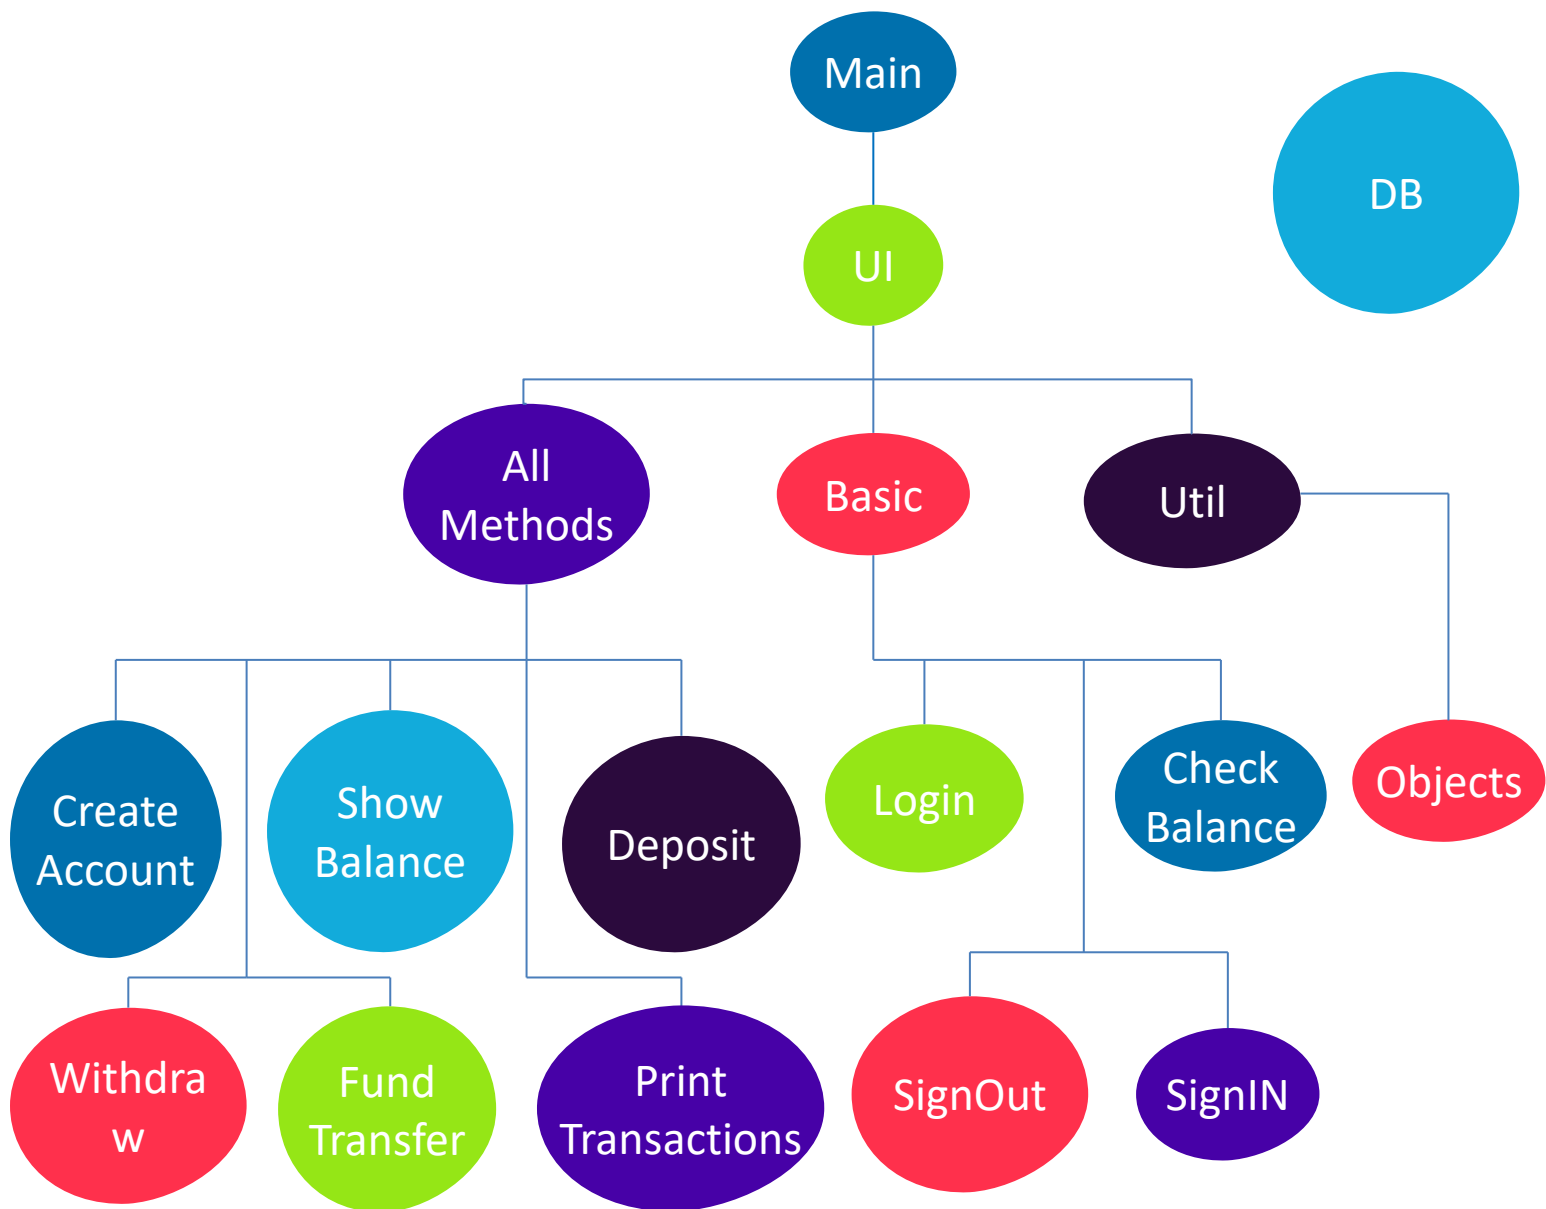 Main
DB
UI
All
Methods
Basic
Util
Create
Account
Show
Balance
Deposit
Login
Check
Balance
Objects
Withdra
w
Fund
Transfer
Print
Transactions
SignOut
SignIN